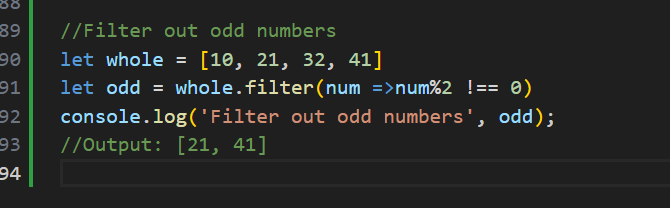 88
89 //Filter out odd numbers
90 let whole = [10, 21, 32, 41]
91 let odd = whole.filter(num =>num%2 !== 0)
92 console.log('Filter out odd numbers', odd);
93 //Output: [21, 41]
94